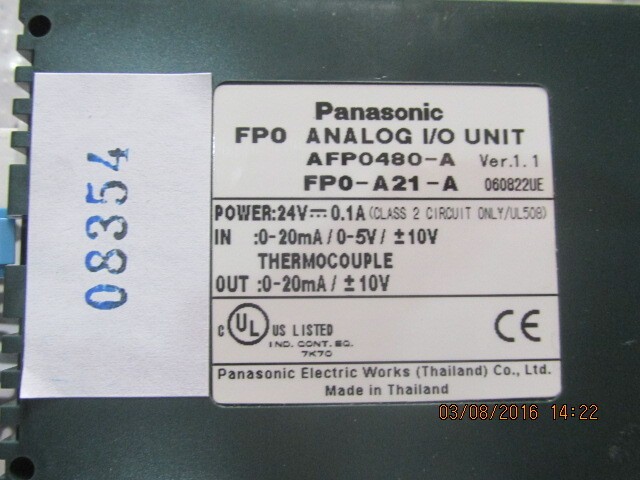 08354
Panasonic
FP0 ANALOG I/O UNIT
AFP0480-A Ver.1.1
FP0-A21-A 060822UE
POWER:24V⎓0.1A(CLASS 2 CIRCUIT ONLY/UL508)
IN :0-20mA/0-5V/±10V
THERMOCOUPLE
OUT :0-20mA/±10V
c UL US LISTED
IND. CONT. EQ.
7K70
CE
Panasonic Electric Works (Thailand) Co., Ltd.
Made in Thailand
03/08/2016 14:22